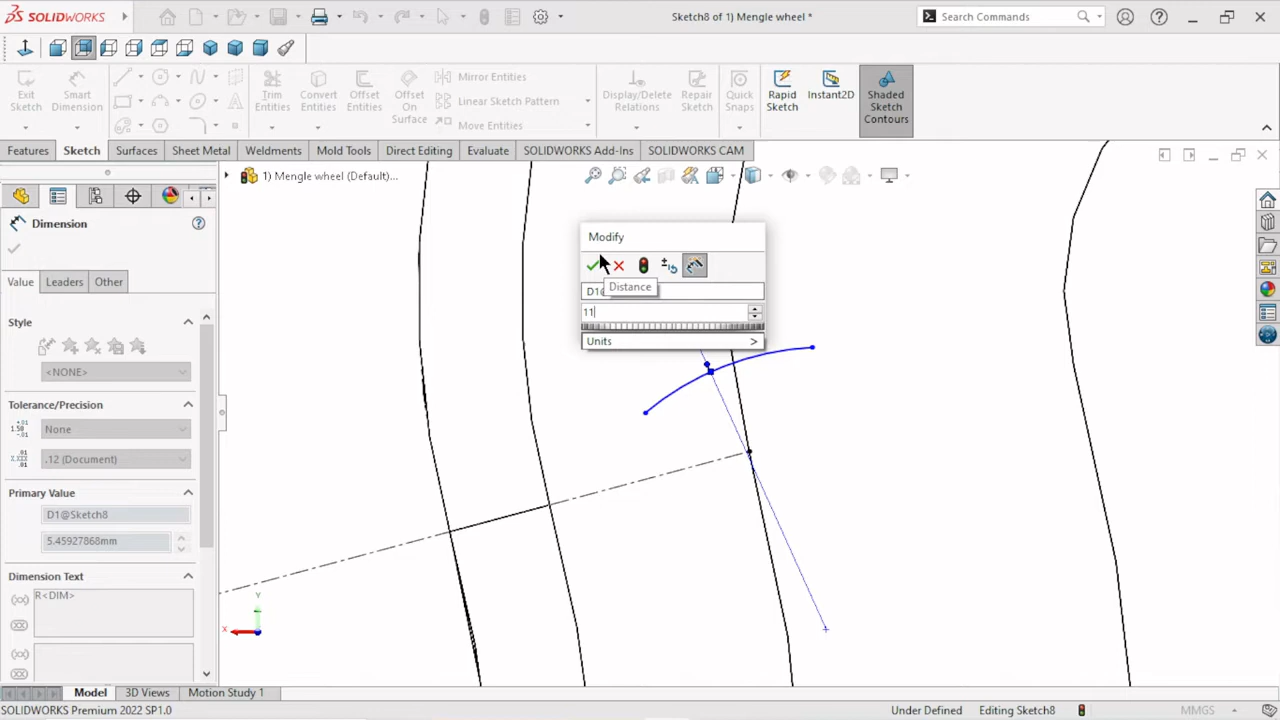 SOLIDWORKS
Sketch8 of 1) Mengle wheel *
Search Commands
Exit Sketch
Smart Dimension
Trim Entities
Convert Entities
Offset Entities
Offset On Surface
Mirror Entities
Linear Sketch Pattern
Move Entities
Display/Delete Relations
Repair Sketch
Quick Snaps
Rapid Sketch
Instant2D
Shaded Sketch Contours
Features
Sketch
Surfaces
Sheet Metal
Weldments
Mold Tools
Direct Editing
Evaluate
SOLIDWORKS Add-Ins
SOLIDWORKS CAM
1) Mengle wheel (Default)...
Dimension
Value
Leaders
Other
Style
<NONE>
Tolerance/Precision
None
.12 (Document)
Primary Value
D1@Sketch8
5.45927868mm
Dimension Text
R<DIM>
Modify
Distance
11
Units >
Y
X
Model
3D Views
Motion Study 1
SOLIDWORKS Premium 2022 SP1.0
Under Defined
Editing Sketch8
MMGS